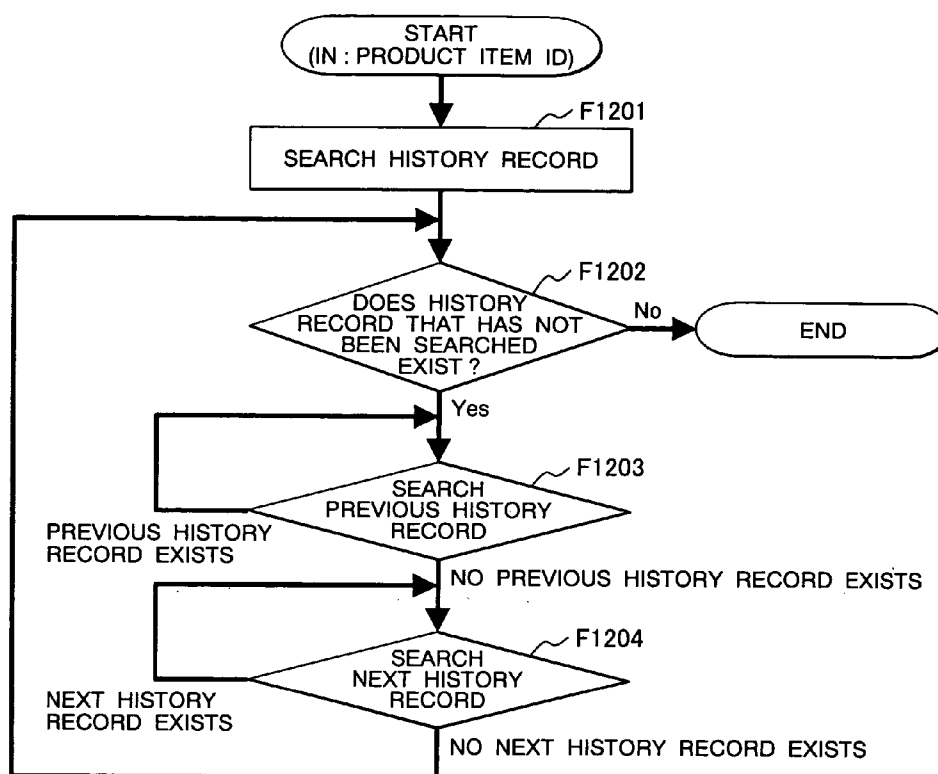 START
(IN : PRODUCT ITEM ID)
F1201
SEARCH HISTORY RECORD
F1202
DOES HISTORY
RECORD THAT HAS NOT
BEEN SEARCHED
EXIST ?
No
END
Yes
F1203
SEARCH
PREVIOUS HISTORY
RECORD
PREVIOUS HISTORY
RECORD EXISTS
NO PREVIOUS HISTORY RECORD EXISTS
F1204
SEARCH
NEXT HISTORY
RECORD
NEXT HISTORY
RECORD EXISTS
NO NEXT HISTORY RECORD EXISTS